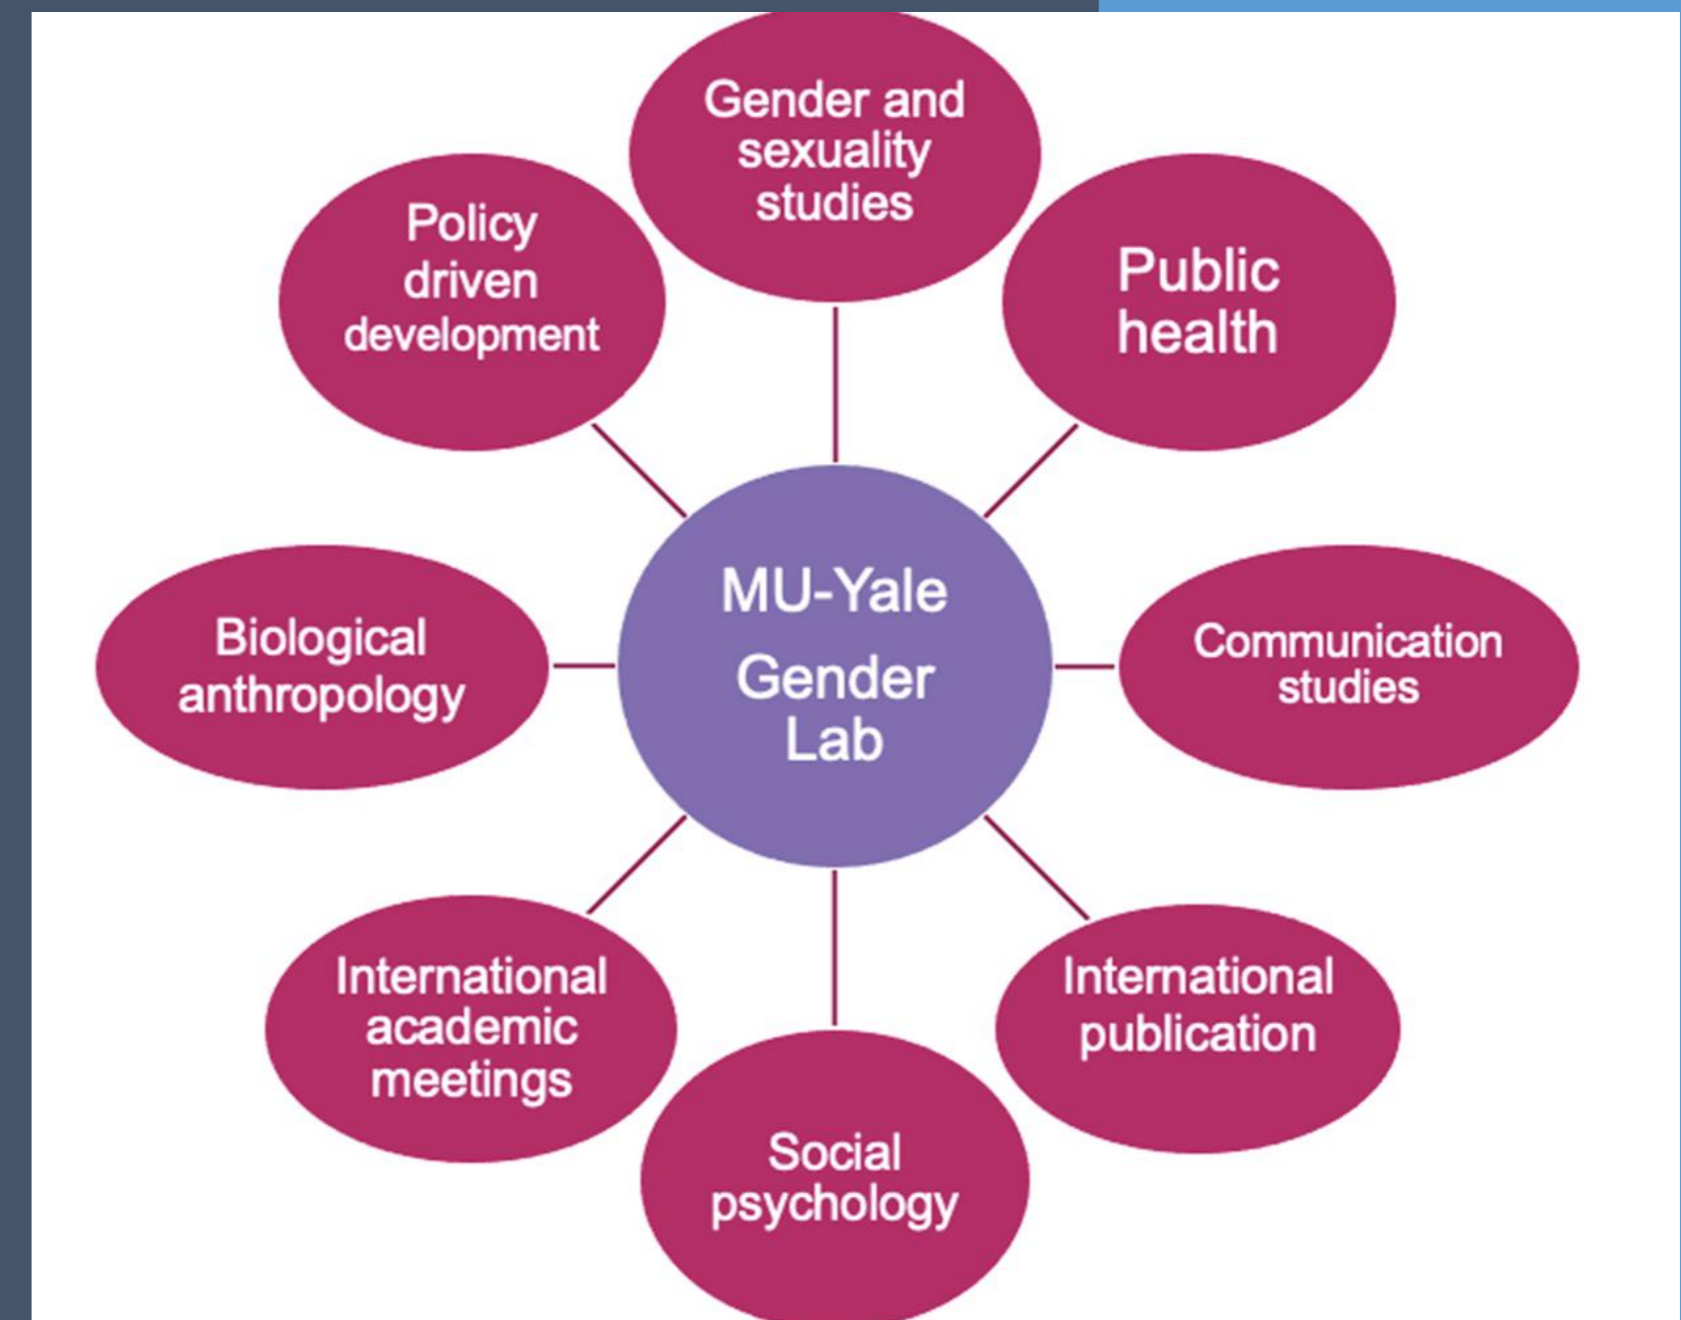 Gender and
sexuality
studies
Policy
driven
development
Public
health
MU-Yale
Gender
Lab
Biological
anthropology
Communication
studies
International
academic
meetings
International
publication
Social
psychology